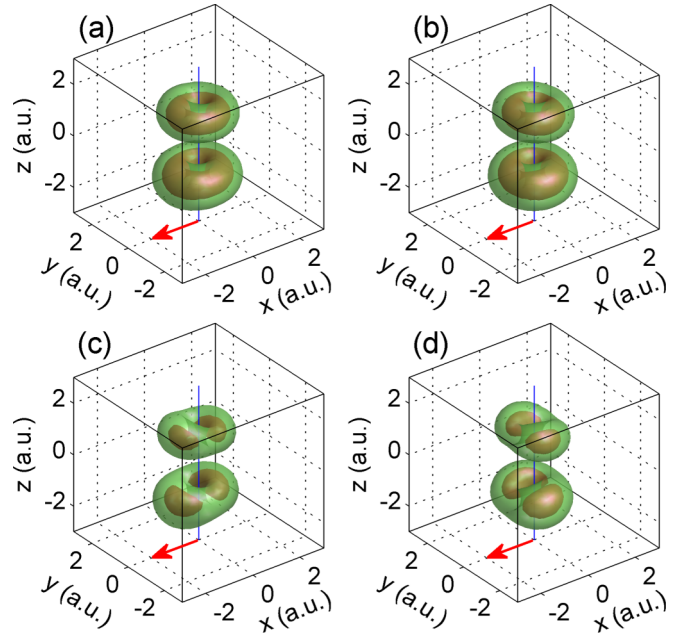 (a) (b)
2 2
0 0
-2 -2
z (a.u.) z (a.u.)
2 0 -2 -2 0 2 2 0 -2 -2 0 2
y (a.u.) x (a.u.) y (a.u.) x (a.u.)
(c) (d)
2 2
0 0
-2 -2
z (a.u.) z (a.u.)
2 0 -2 -2 0 2 2 0 -2 -2 0 2
y (a.u.) x (a.u.) y (a.u.) x (a.u.)